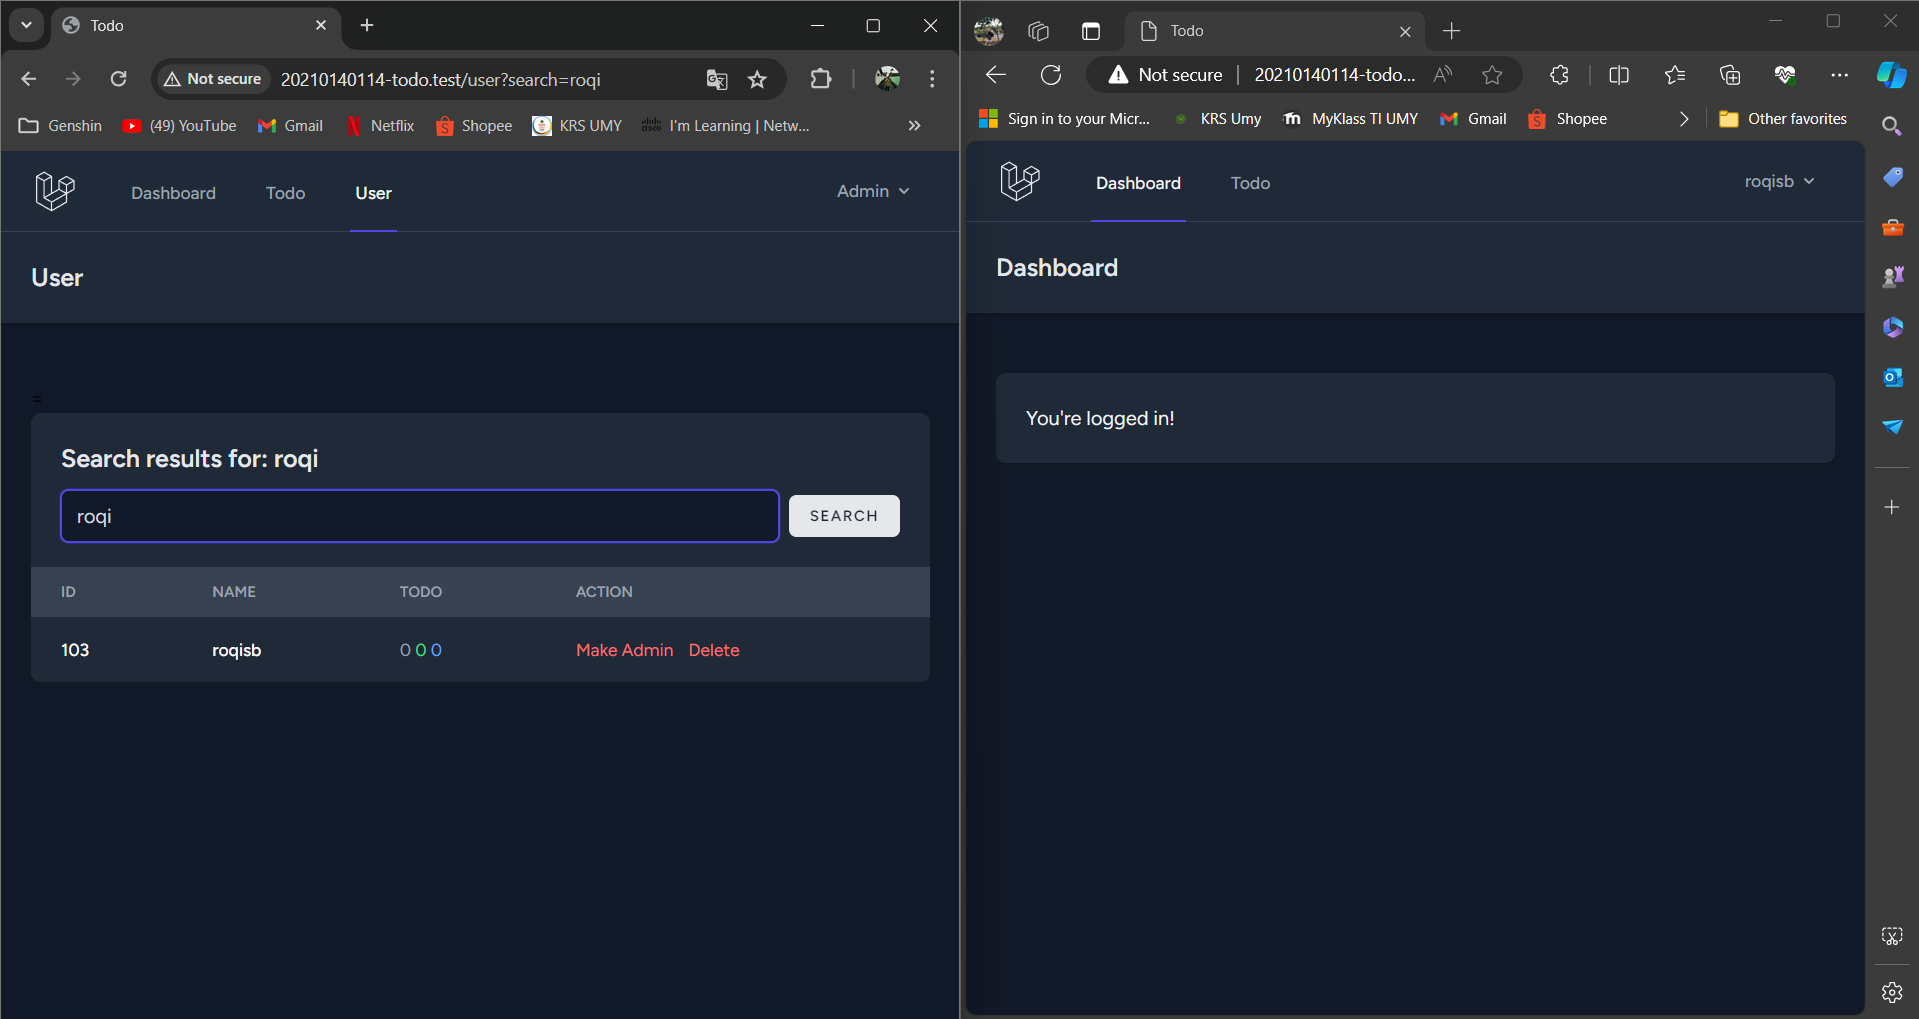 Todo
Not secure
20210140114-todo.test/user?search=roqi
Genshin
(49) YouTube
Gmail
Netflix
Shopee
KRS UMY
I'm Learning | Netw...
Dashboard
Todo
User
Admin
User
=
Search results for: roqi
roqi
SEARCH
ID NAME TODO ACTION
103 roqisb 0 0 0 Make Admin Delete
Todo
Not secure
20210140114-todo...
Sign in to your Micr...
KRS Umy
MyKlass TI UMY
Gmail
Shopee
Other favorites
Dashboard
Todo
roqisb
Dashboard
You're logged in!